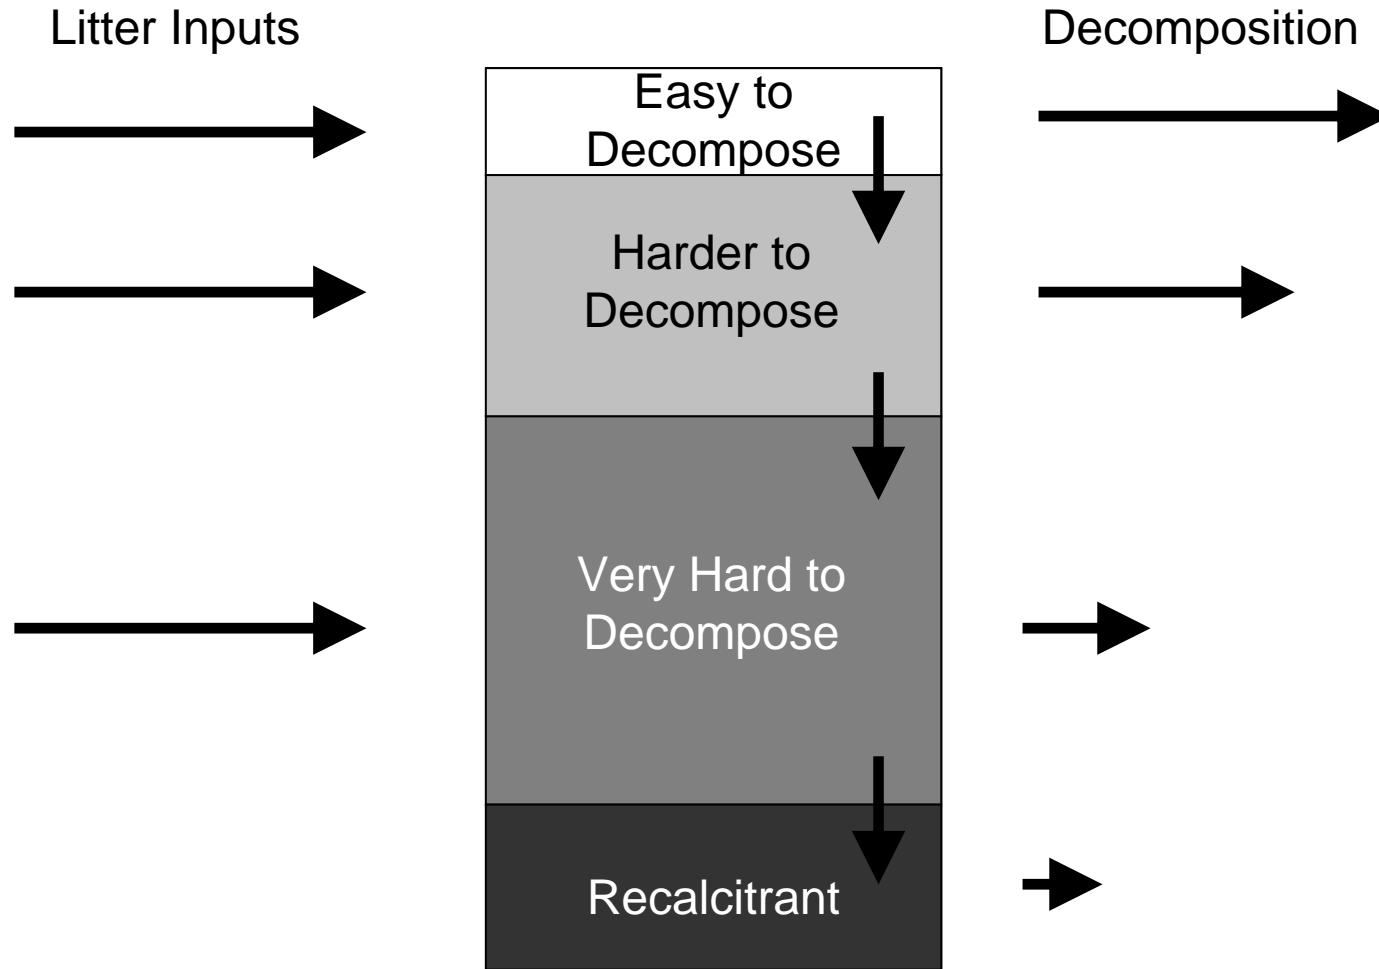 Litter Inputs
Decomposition
Easy to
Decompose
Harder to
Decompose
Very Hard to
Decompose
Recalcitrant